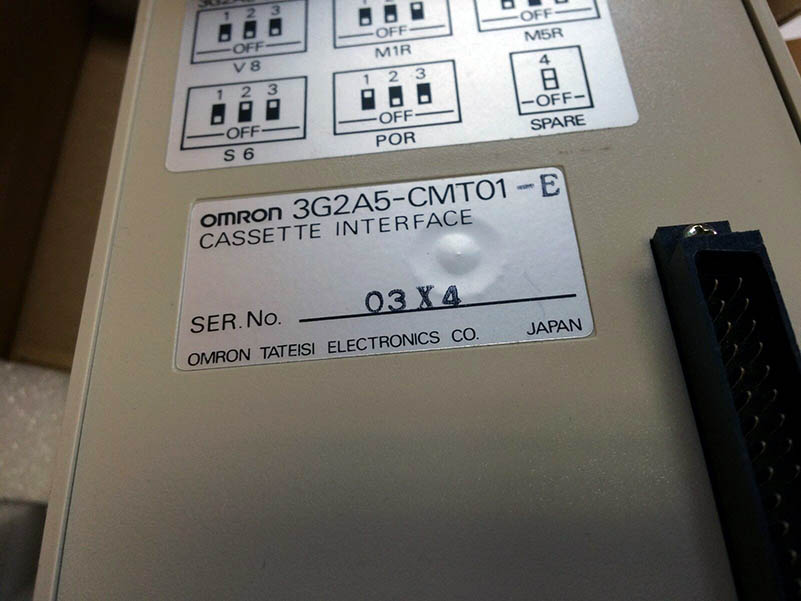 1 2 3
OFF
V 8
OFF
M1R
OFF
M5R
1 2 3
OFF
S 6
1 2 3
OFF
POR
4
OFF
SPARE
OMRON 3G2A5-CMT01-E
CASSETTE INTERFACE
SER.No. 03X4
OMRON TATEISI ELECTRONICS CO. JAPAN